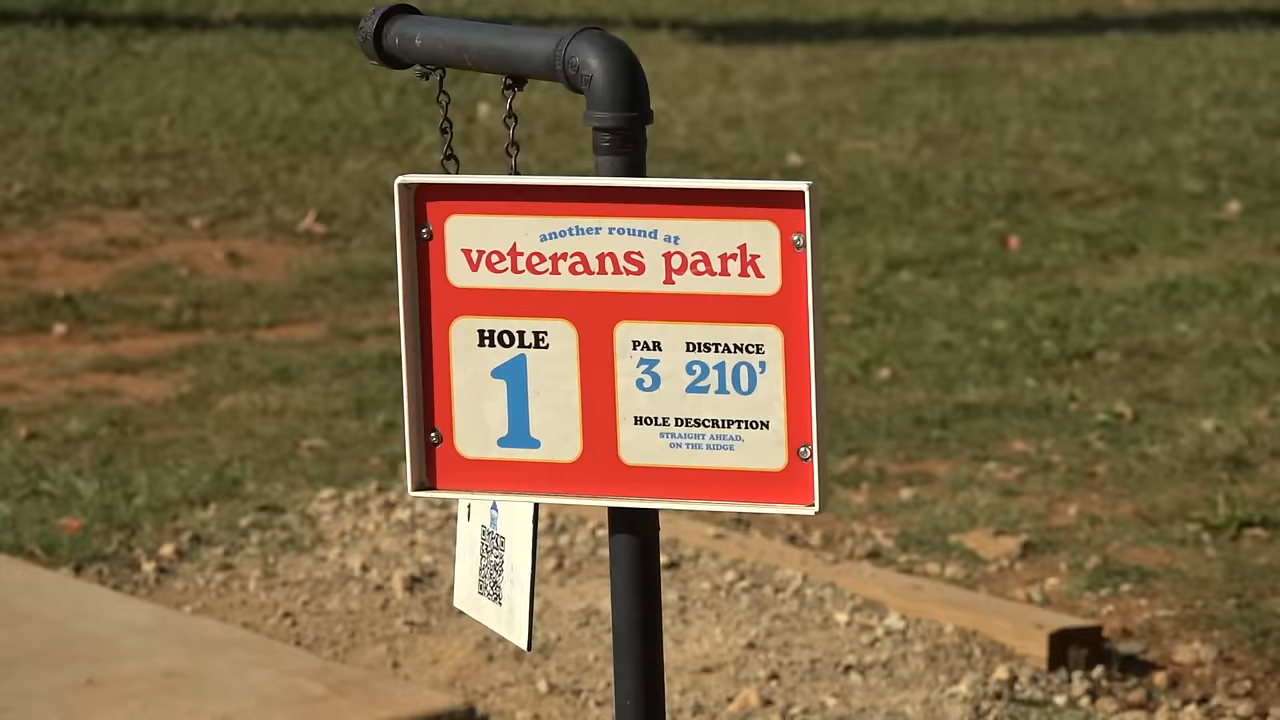 another round at
veterans park
HOLE
1
PAR DISTANCE
3 210’
HOLE DESCRIPTION
STRAIGHT AHEAD,
ON THE RIDGE
1